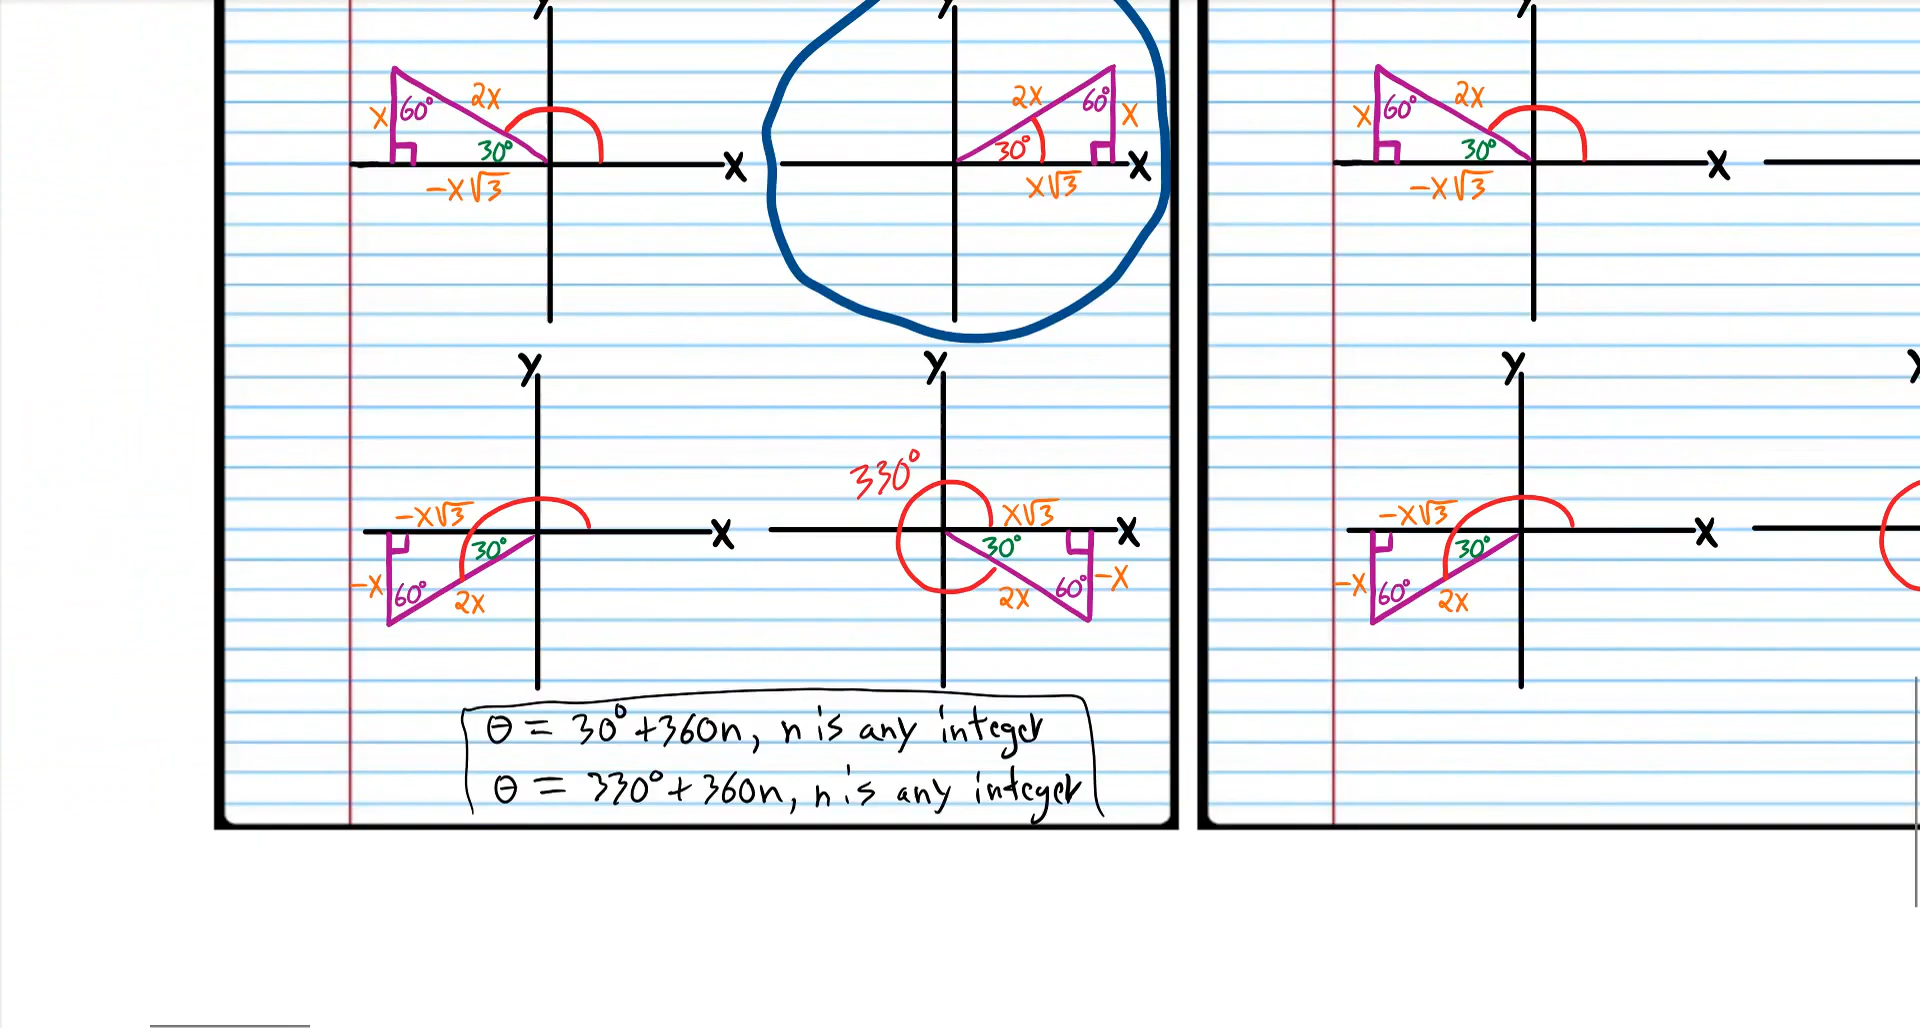 y
60°
2x
x
30°
-x√3
x
y
2x
60°
x
30°
x√3
x
y
-x√3
x
30°
-x
60°
2x
y
330°
x√3
x
30°
60°
-x
2x
θ = 30° + 360n, n is any integer
θ = 330° + 360n, n is any integer
y
60°
2x
x
30°
-x√3
x
y
-x√3
x
30°
-x
60°
2x
y